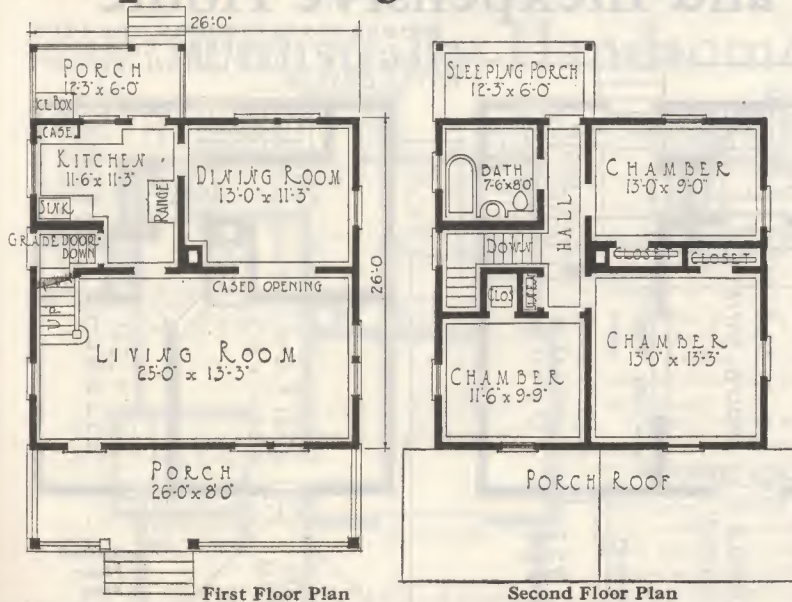 26'-0"
PORCH
12'-3" x 6'-0"
ICE BOX
CASE
KITCHEN
11'-6" x 11'-3"
SINK
RANGE
DINING ROOM
13'-0" x 11'-3"
GRADE DOOR
DOWN
CASED OPENING
UP
LIVING ROOM
25'-0" x 13'-3"
26'-0
PORCH
26'-0" x 8'-0"
First Floor Plan
SLEEPING PORCH
12'-3" x 6'-0"
BATH
7'-6" x 8'-0"
HALL
CHAMBER
13'-0" x 9'-0"
DOWN
CLOSET
CLOSET
CLOS
CHAMBER
11'-6" x 9'-9"
CHAMBER
13'-0" x 13'-3"
PORCH ROOF
Second Floor Plan